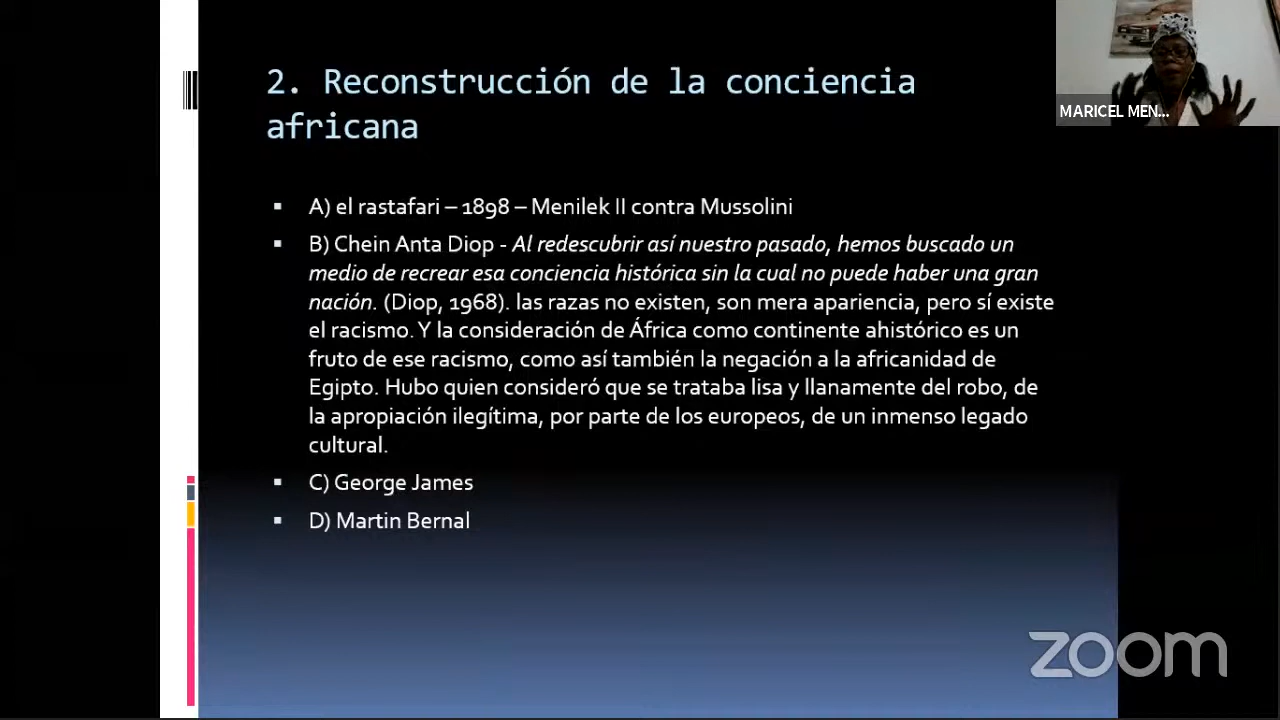 2. Reconstrucción de la conciencia
africana
MARICEL MEN...
▪ A) el rastafari – 1898 – Menilek II contra Mussolini
▪ B) Chein Anta Diop - Al redescubrir así nuestro pasado, hemos buscado un
medio de recrear esa conciencia histórica sin la cual no puede haber una gran
nación. (Diop, 1968). las razas no existen, son mera apariencia, pero sí existe
el racismo. Y la consideración de África como continente ahistórico es un
fruto de ese racismo, como así también la negación a la africanidad de
Egipto. Hubo quien consideró que se trataba lisa y llanamente del robo, de
la apropiación ilegítima, por parte de los europeos, de un inmenso legado
cultural.
▪ C) George James
▪ D) Martin Bernal
zoom